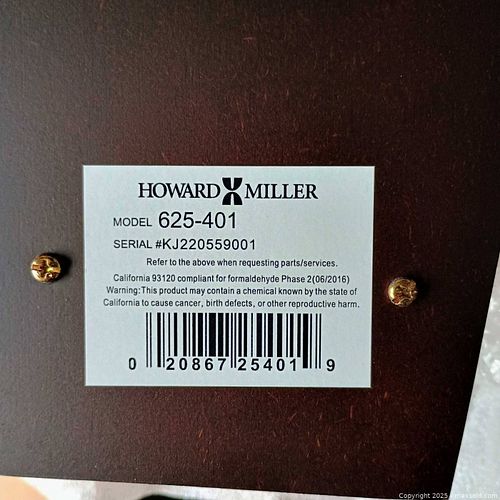 HOWARD MILLER
MODEL 625-401
SERIAL #KJ220559001
Refer to the above when requesting parts/services.
California 93120 compliant for formaldehyde Phase 2(06/2016)
Warning:This product may contain a chemical known by the state of
California to cause cancer, birth defects, or other reproductive harm.
0 20867 25401 9
Copyright 2025